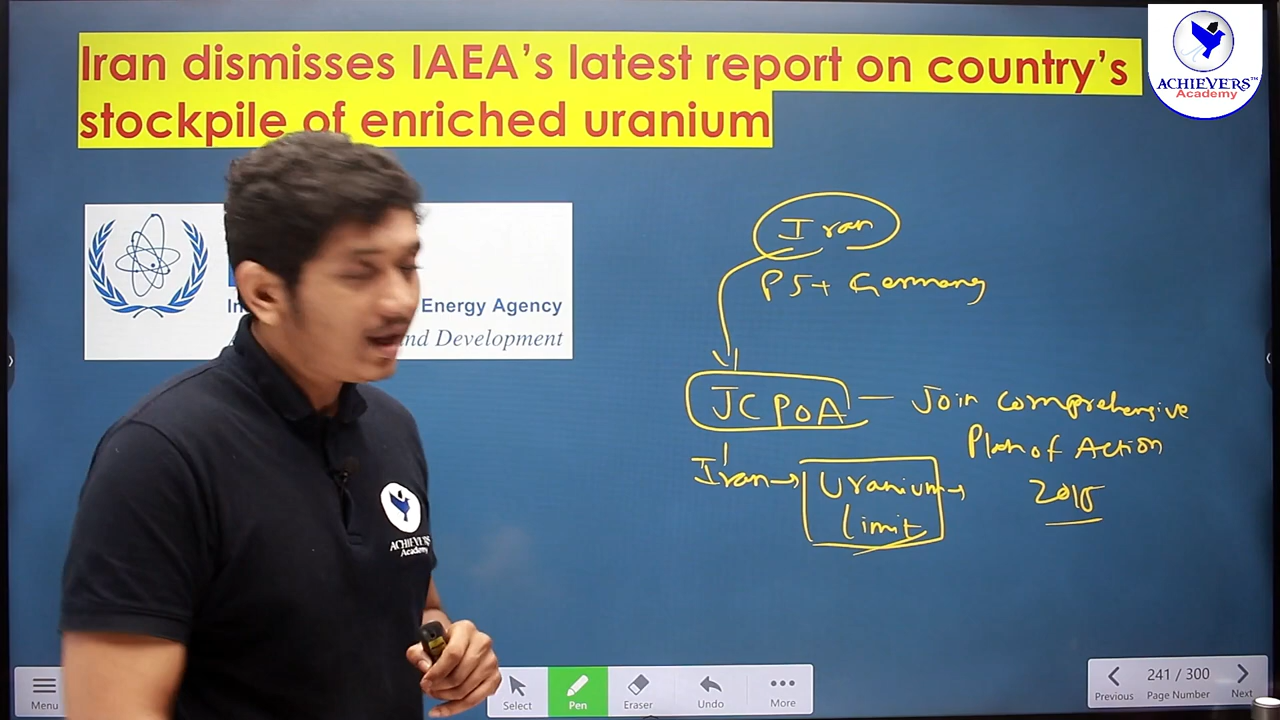 Iran dismisses IAEA's latest report on country's
stockpile of enriched uranium
ACHIEVERS™
Academy
Energy Agency
nd Development
Iran
P5+ Germany
JCPOA — Join comprehensive
Plan of Action
2015
Iran → Uranium →
limit
ACHIEVERS
Academy
Menu
Select
Pen
Eraser
Undo
More
Previous
241 / 300
Page Number
Next